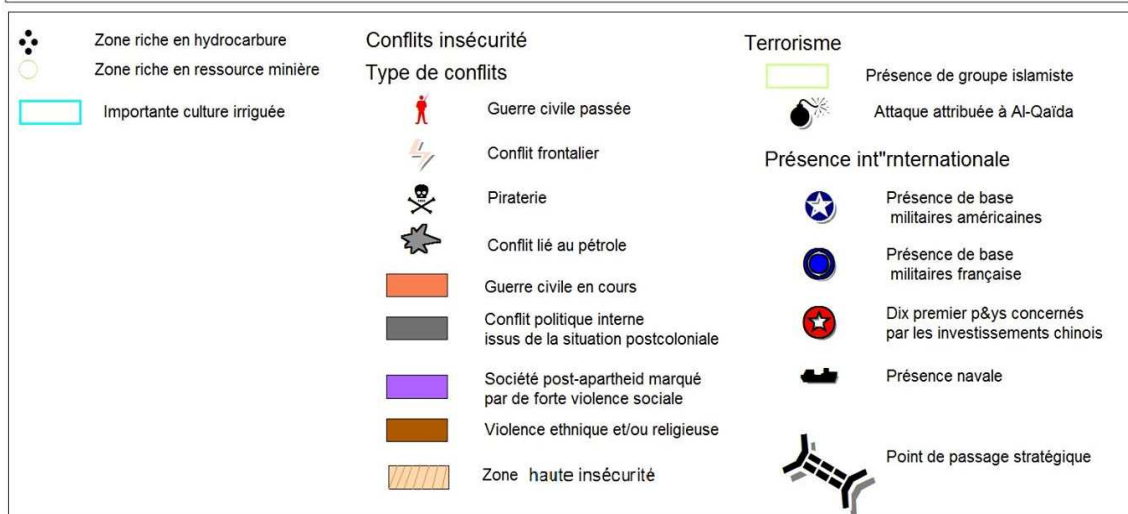 Zone riche en hydrocarbure
Zone riche en ressource minière
Importante culture irriguée
Conflits insécurité
Type de conflits
Guerre civile passée
Conflit frontalier
Piraterie
Conflit lié au pétrole
Guerre civile en cours
Conflit politique interne
issus de la situation postcoloniale
Société post-apartheid marqué
par de forte violence sociale
Violence ethnique et/ou religieuse
Zone haute insécurité
Terrorisme
Présence de groupe islamiste
Attaque attribuée à Al-Qaïda
Présence int"rnternationale
Présence de base
militaires américaines
Présence de base
militaires française
Dix premier p&ys concernés
par les investissements chinois
Présence navale
Point de passage stratégique